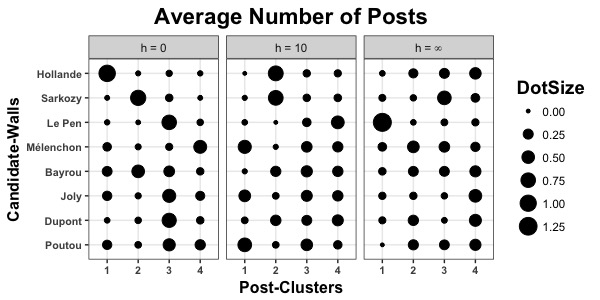 Average Number of Posts
h = 0 h = 10 h = ∞
Candidate-Walls
Hollande
Sarkozy
Le Pen
Mélenchon
Bayrou
Joly
Dupont
Poutou
1 2 3 4 1 2 3 4 1 2 3 4
Post-Clusters
DotSize
0.00
0.25
0.50
0.75
1.00
1.25